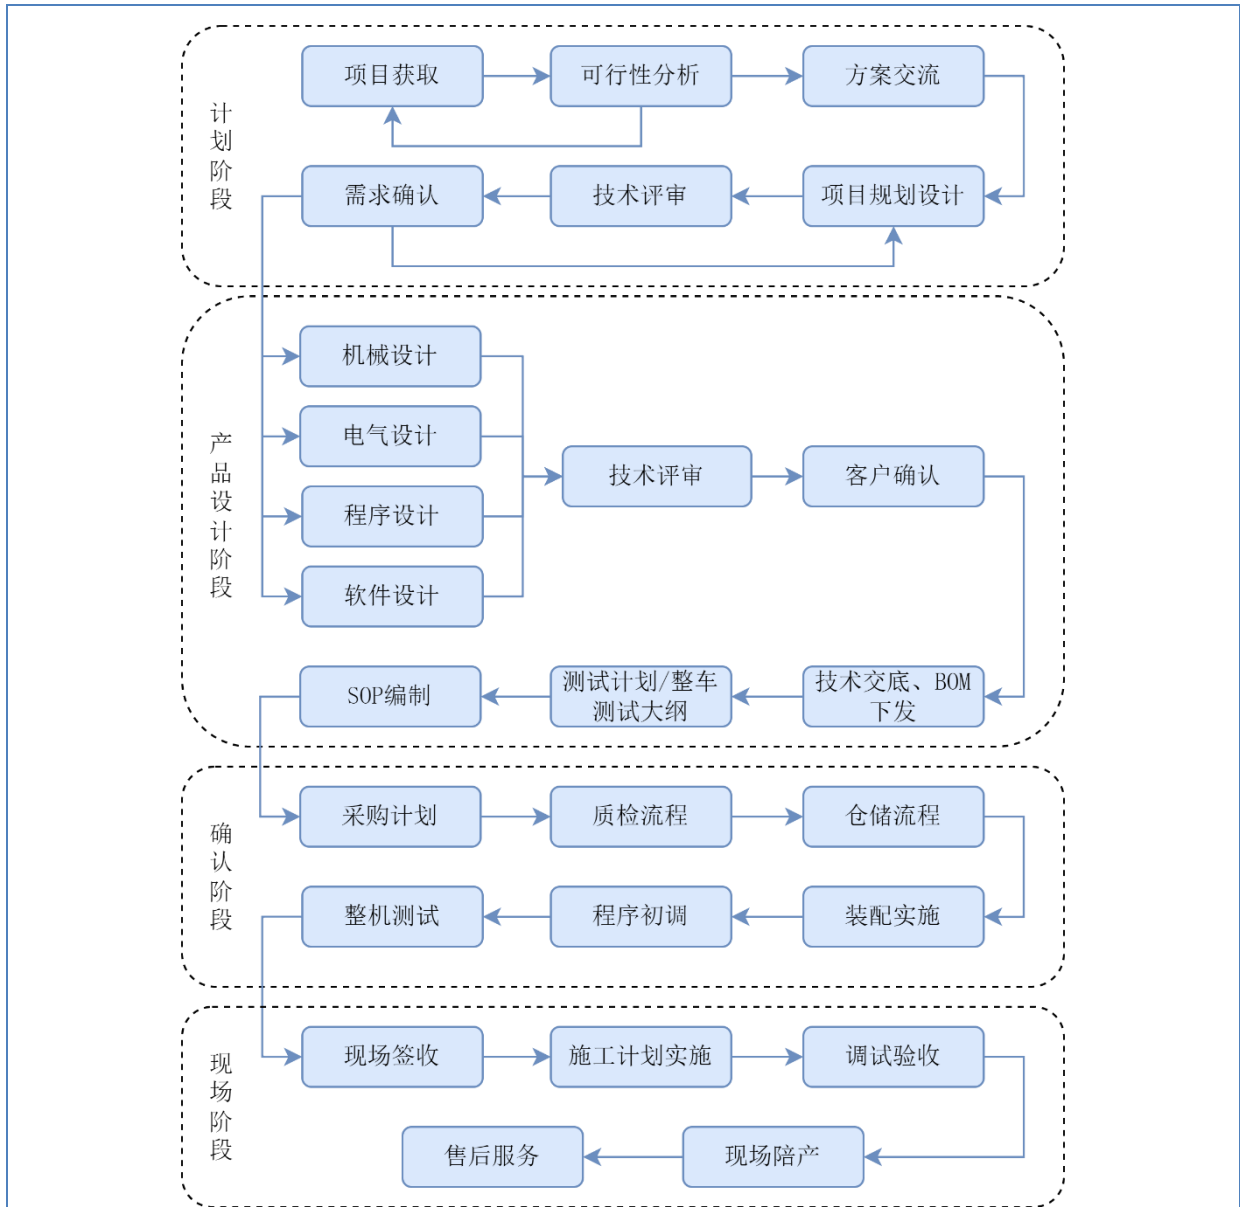 计划阶段
项目获取
可行性分析
方案交流
需求确认
技术评审
项目规划设计
产品设计阶段
机械设计
电气设计
程序设计
软件设计
技术评审
客户确认
SOP编制
测试计划/整车
测试大纲
技术交底、BOM
下发
确认阶段
采购计划
质检流程
仓储流程
整机测试
程序初调
装配实施
现场阶段
现场签收
施工计划实施
调试验收
售后服务
现场陪产